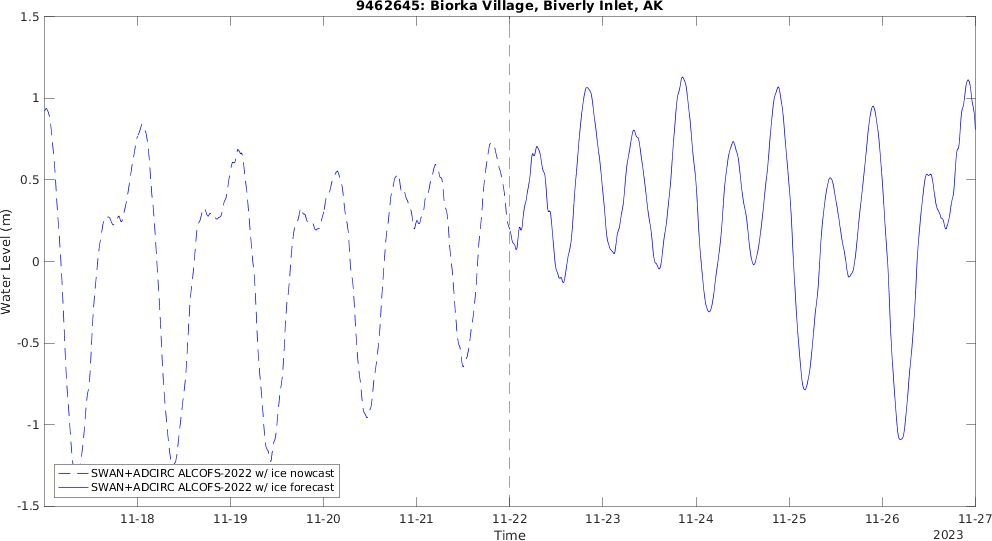 9462645: Biorka Village, Biverly Inlet, AK
1.5
1
0.5
0
-0.5
-1
-1.5
Water Level (m)
SWAN+ADCIRC ALCOFS-2022 w/ ice nowcast
SWAN+ADCIRC ALCOFS-2022 w/ ice forecast
11-18 11-19 11-20 11-21 11-22 11-23 11-24 11-25 11-26 11-27
Time
2023